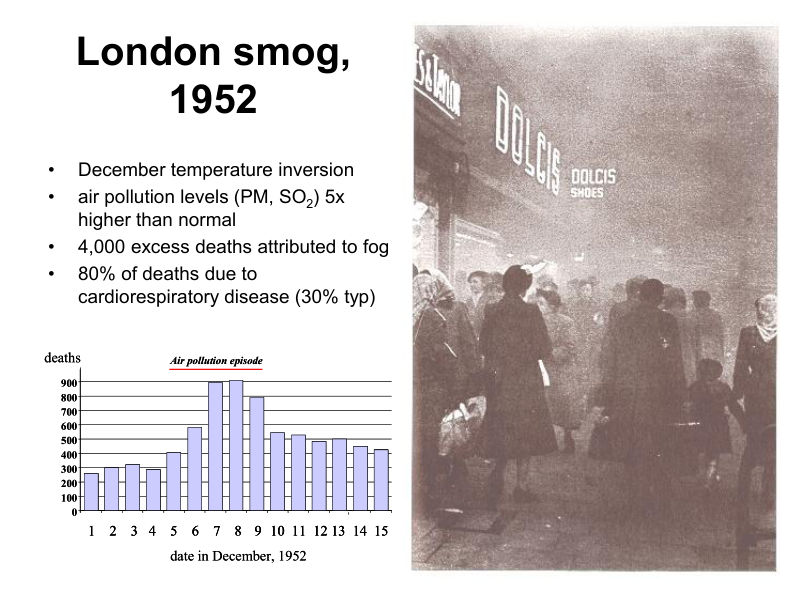 London smog,
1952
• December temperature inversion
• air pollution levels (PM, SO₂) 5x
higher than normal
• 4,000 excess deaths attributed to fog
• 80% of deaths due to
cardiorespiratory disease (30% typ)
deaths
Air pollution episode
900
800
700
600
500
400
300
200
100
0
1 2 3 4 5 6 7 8 9 10 11 12 13 14 15
date in December, 1952
& TAYLOR
DOLCIS
DOLCIS
SHOES